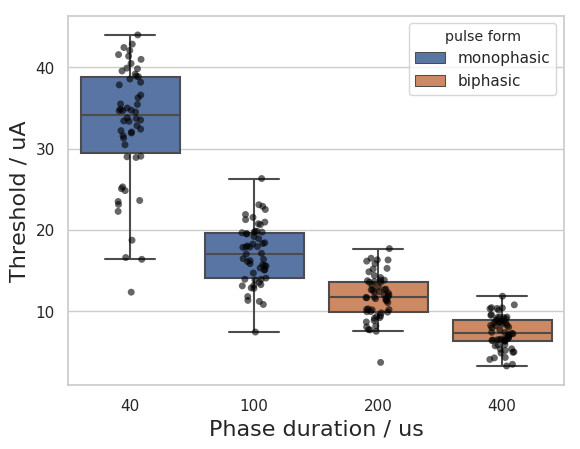 pulse form
monophasic
biphasic
Threshold / uA
40
30
20
10
40 100 200 400
Phase duration / us